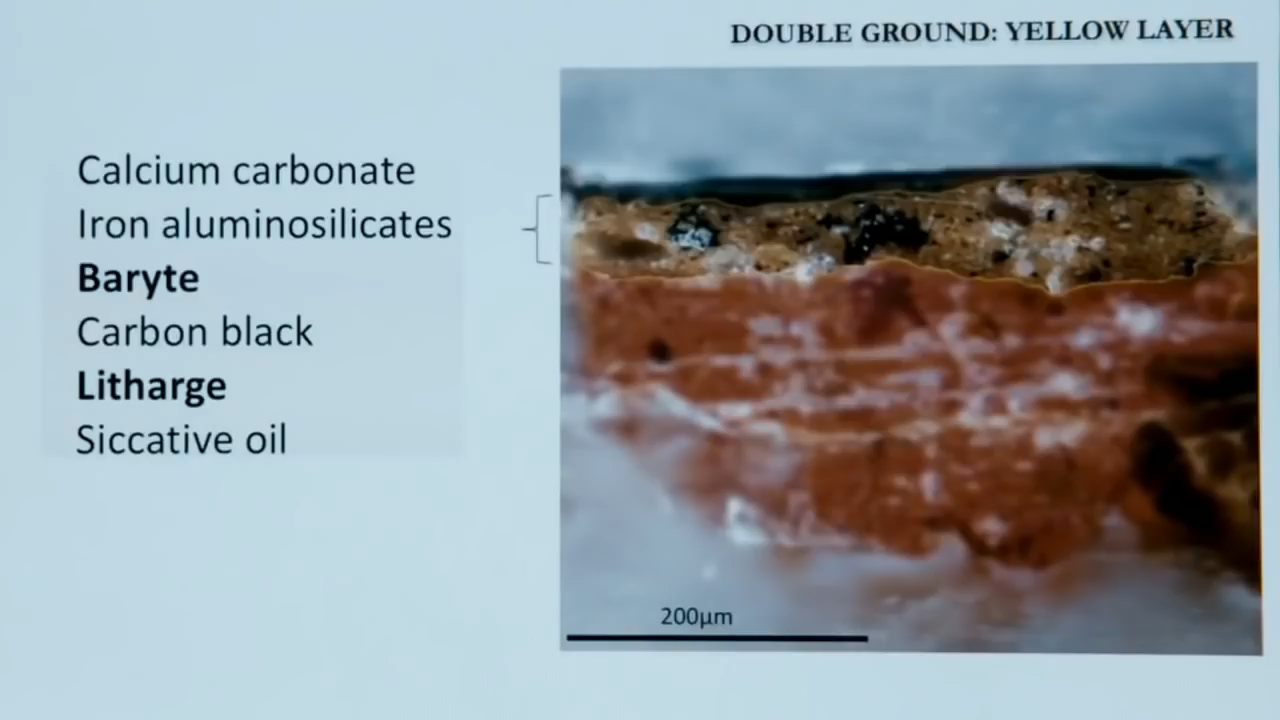 DOUBLE GROUND: YELLOW LAYER
Calcium carbonate
Iron aluminosilicates
Baryte
Carbon black
Litharge
Siccative oil
200μm